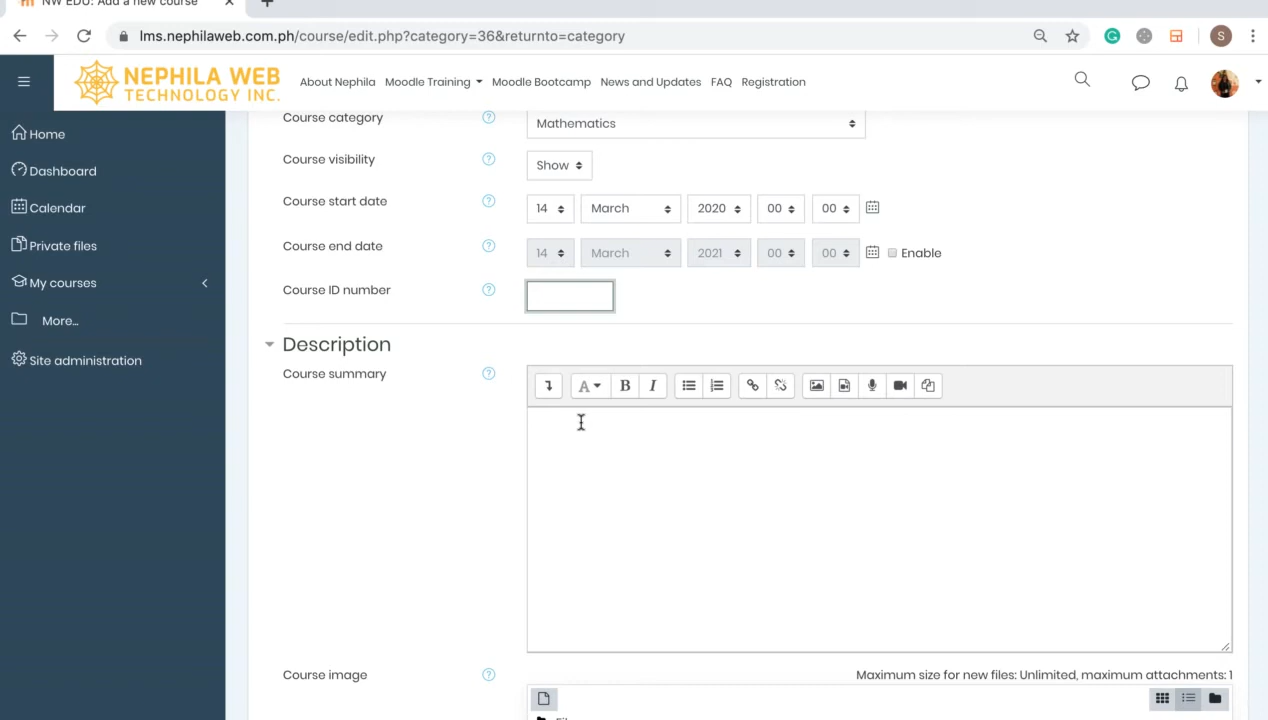 NW EDU: Add a new course
lms.nephilaweb.com.ph/course/edit.php?category=36&returnto=category
S
NEPHILA WEB
TECHNOLOGY INC.
About Nephila Moodle Training Moodle Bootcamp News and Updates FAQ Registration
Home
Dashboard
Calendar
Private files
My courses
More...
Site administration
Course category ? Mathematics
Course visibility ? Show
Course start date ? 14 March 2020 00 00
Course end date ? 14 March 2021 00 00 Enable
Course ID number ?
Description
Course summary ?
A B I
Course image ? Maximum size for new files: Unlimited, maximum attachments: 1